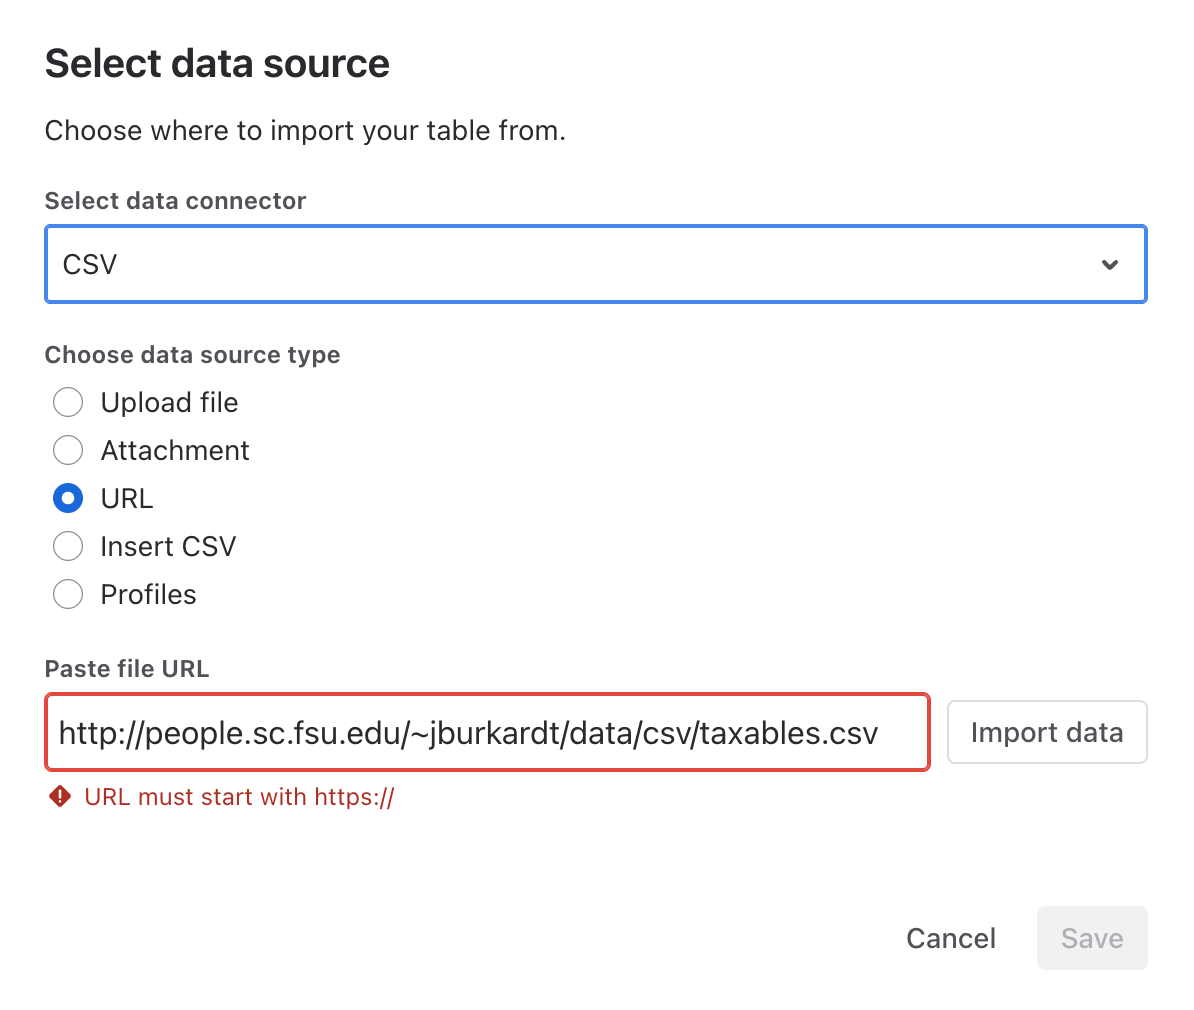 Select data source
Choose where to import your table from.
Select data connector
CSV
Choose data source type
Upload file
Attachment
URL
Insert CSV
Profiles
Paste file URL
http://people.sc.fsu.edu/~jburkardt/data/csv/taxables.csv
Import data
URL must start with https://
Cancel
Save